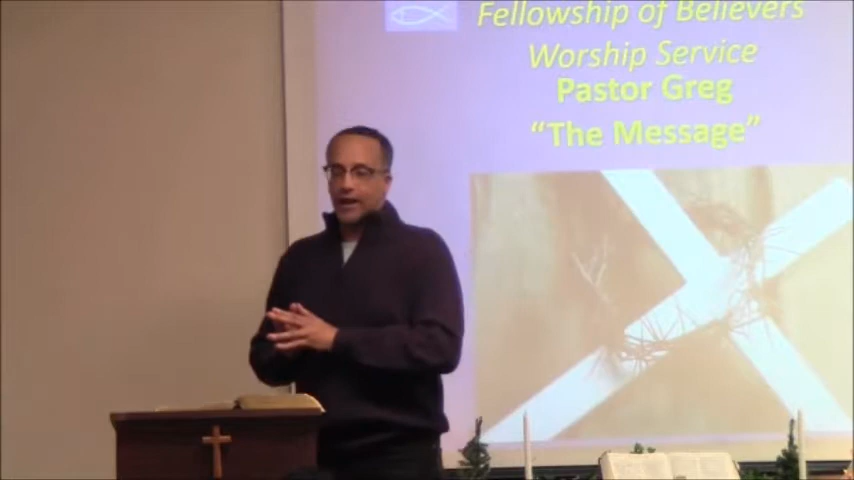 Fellowship of Believers
Worship Service
Pastor Greg
“The Message”